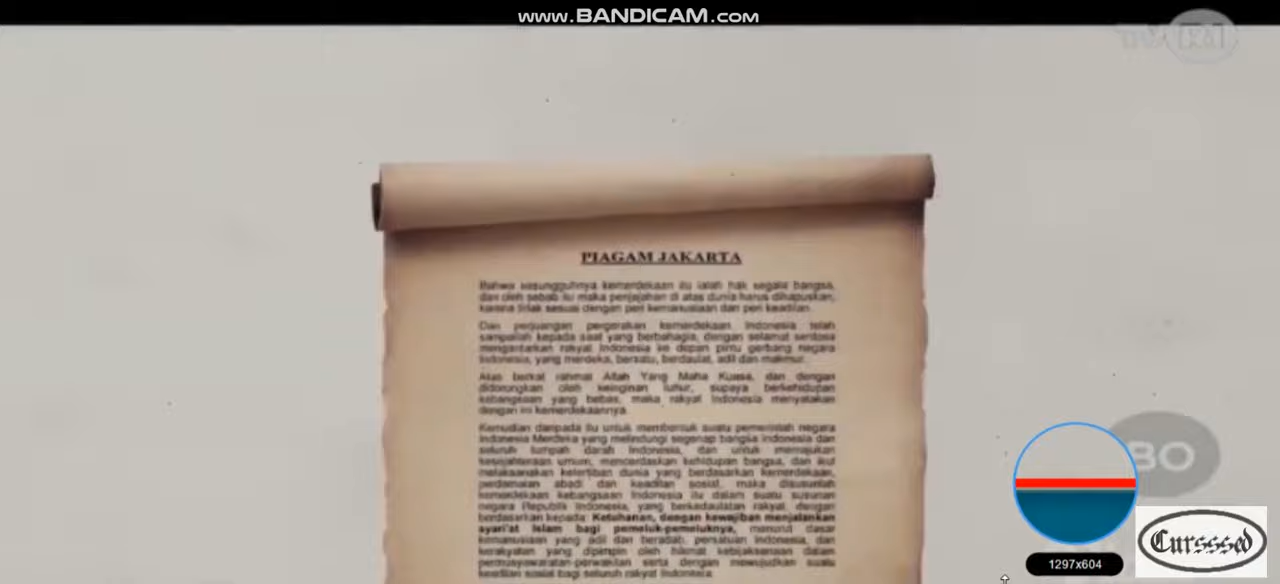 www.BANDICAM.com
PIAGAM JAKARTA
Bahwa sesungguhnya kemerdekaan itu ialah hak segala bangsa,
dan oleh sebab itu maka penjajahan di atas dunia harus dihapuskan,
karena tidak sesuai dengan peri kemanusiaan dan peri keadilan.
Dan perjuangan pergerakan kemerdekaan Indonesia telah
sampailah kepada saat yang berbahagia, dengan selamat sentosa
mengantarkan rakyat Indonesia ke depan pintu gerbang negara
Indonesia, yang merdeka, bersatu, berdaulat, adil dan makmur.
Atas berkat rahmat Allah Yang Maha Kuasa, dan dengan
didorongkan oleh keinginan luhur, supaya berkehidupan
kebangsaan yang bebas, maka rakyat Indonesia menyatakan
dengan ini kemerdekaannya.
Kemudian daripada itu untuk membentuk suatu pemerintah negara
Indonesia Merdeka yang melindungi segenap bangsa Indonesia dan
seluruh tumpah darah Indonesia, dan untuk memajukan
kesejahteraan umum, mencerdaskan kehidupan bangsa, dan ikut
melaksanakan ketertiban dunia yang berdasarkan kemerdekaan,
perdamaian abadi dan keadilan sosial, maka disusunlah
kemerdekaan kebangsaan Indonesia itu dalam suatu susunan
negara Republik Indonesia, yang berkedaulatan rakyat, dengan
berdasarkan kepada: Ketuhanan, dengan kewajiban menjalankan
syari'at Islam bagi pemeluk-pemeluknya, menurut dasar
kemanusiaan yang adil dan beradab, persatuan Indonesia, dan
kerakyatan yang dipimpin oleh hikmat kebijaksanaan dalam
permusyawaratan-perwakilan serta dengan mewujudkan suatu
keadilan sosial bagi seluruh rakyat Indonesia.
BO
Curssed
1297x604